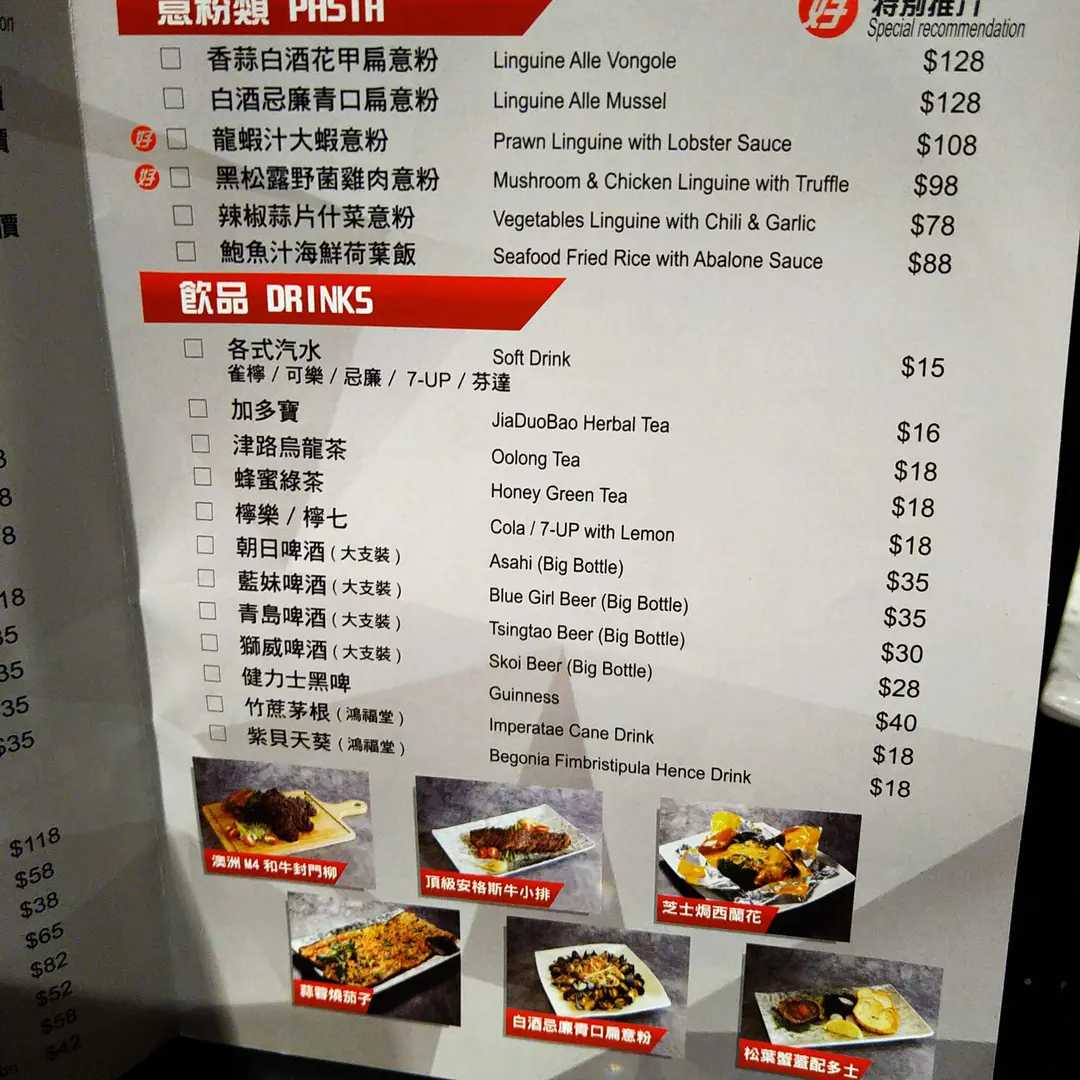 意粉類 PASTA
好 特別推介
Special recommendation
香蒜白酒花甲扁意粉 Linguine Alle Vongole $128
白酒忌廉青口扁意粉 Linguine Alle Mussel $128
好 龍蝦汁大蝦意粉 Prawn Linguine with Lobster Sauce $108
好 黑松露野菌雞肉意粉 Mushroom & Chicken Linguine with Truffle $98
辣椒蒜片什菜意粉 Vegetables Linguine with Chili & Garlic $78
鮑魚汁海鮮荷葉飯 Seafood Fried Rice with Abalone Sauce $88
飲品 DRINKS
各式汽水 Soft Drink $15
雀檸 / 可樂 / 忌廉 / 7-UP / 芬達
加多寶 JiaDuoBao Herbal Tea $16
津路烏龍茶 Oolong Tea $18
蜂蜜綠茶 Honey Green Tea $18
檸樂 / 檸七 Cola / 7-UP with Lemon $18
朝日啤酒 ( 大支裝 ) Asahi (Big Bottle) $35
藍妹啤酒 ( 大支裝 ) Blue Girl Beer (Big Bottle) $35
青島啤酒 ( 大支裝 ) Tsingtao Beer (Big Bottle) $30
獅威啤酒 ( 大支裝 ) Skoi Beer (Big Bottle) $28
健力士黑啤 Guinness $40
竹蔗茅根 ( 鴻福堂 ) Imperatae Cane Drink $18
紫貝天葵 ( 鴻福堂 ) Begonia Fimbristipula Hence Drink $18
澳洲 M4 和牛封門柳
頂級安格斯牛小排
芝士焗西蘭花
蒜蓉燒茄子
白酒忌廉青口扁意粉
松葉蟹蓋配多士
$35
$118
$58
$38
$65
$82
$52
$58
$42